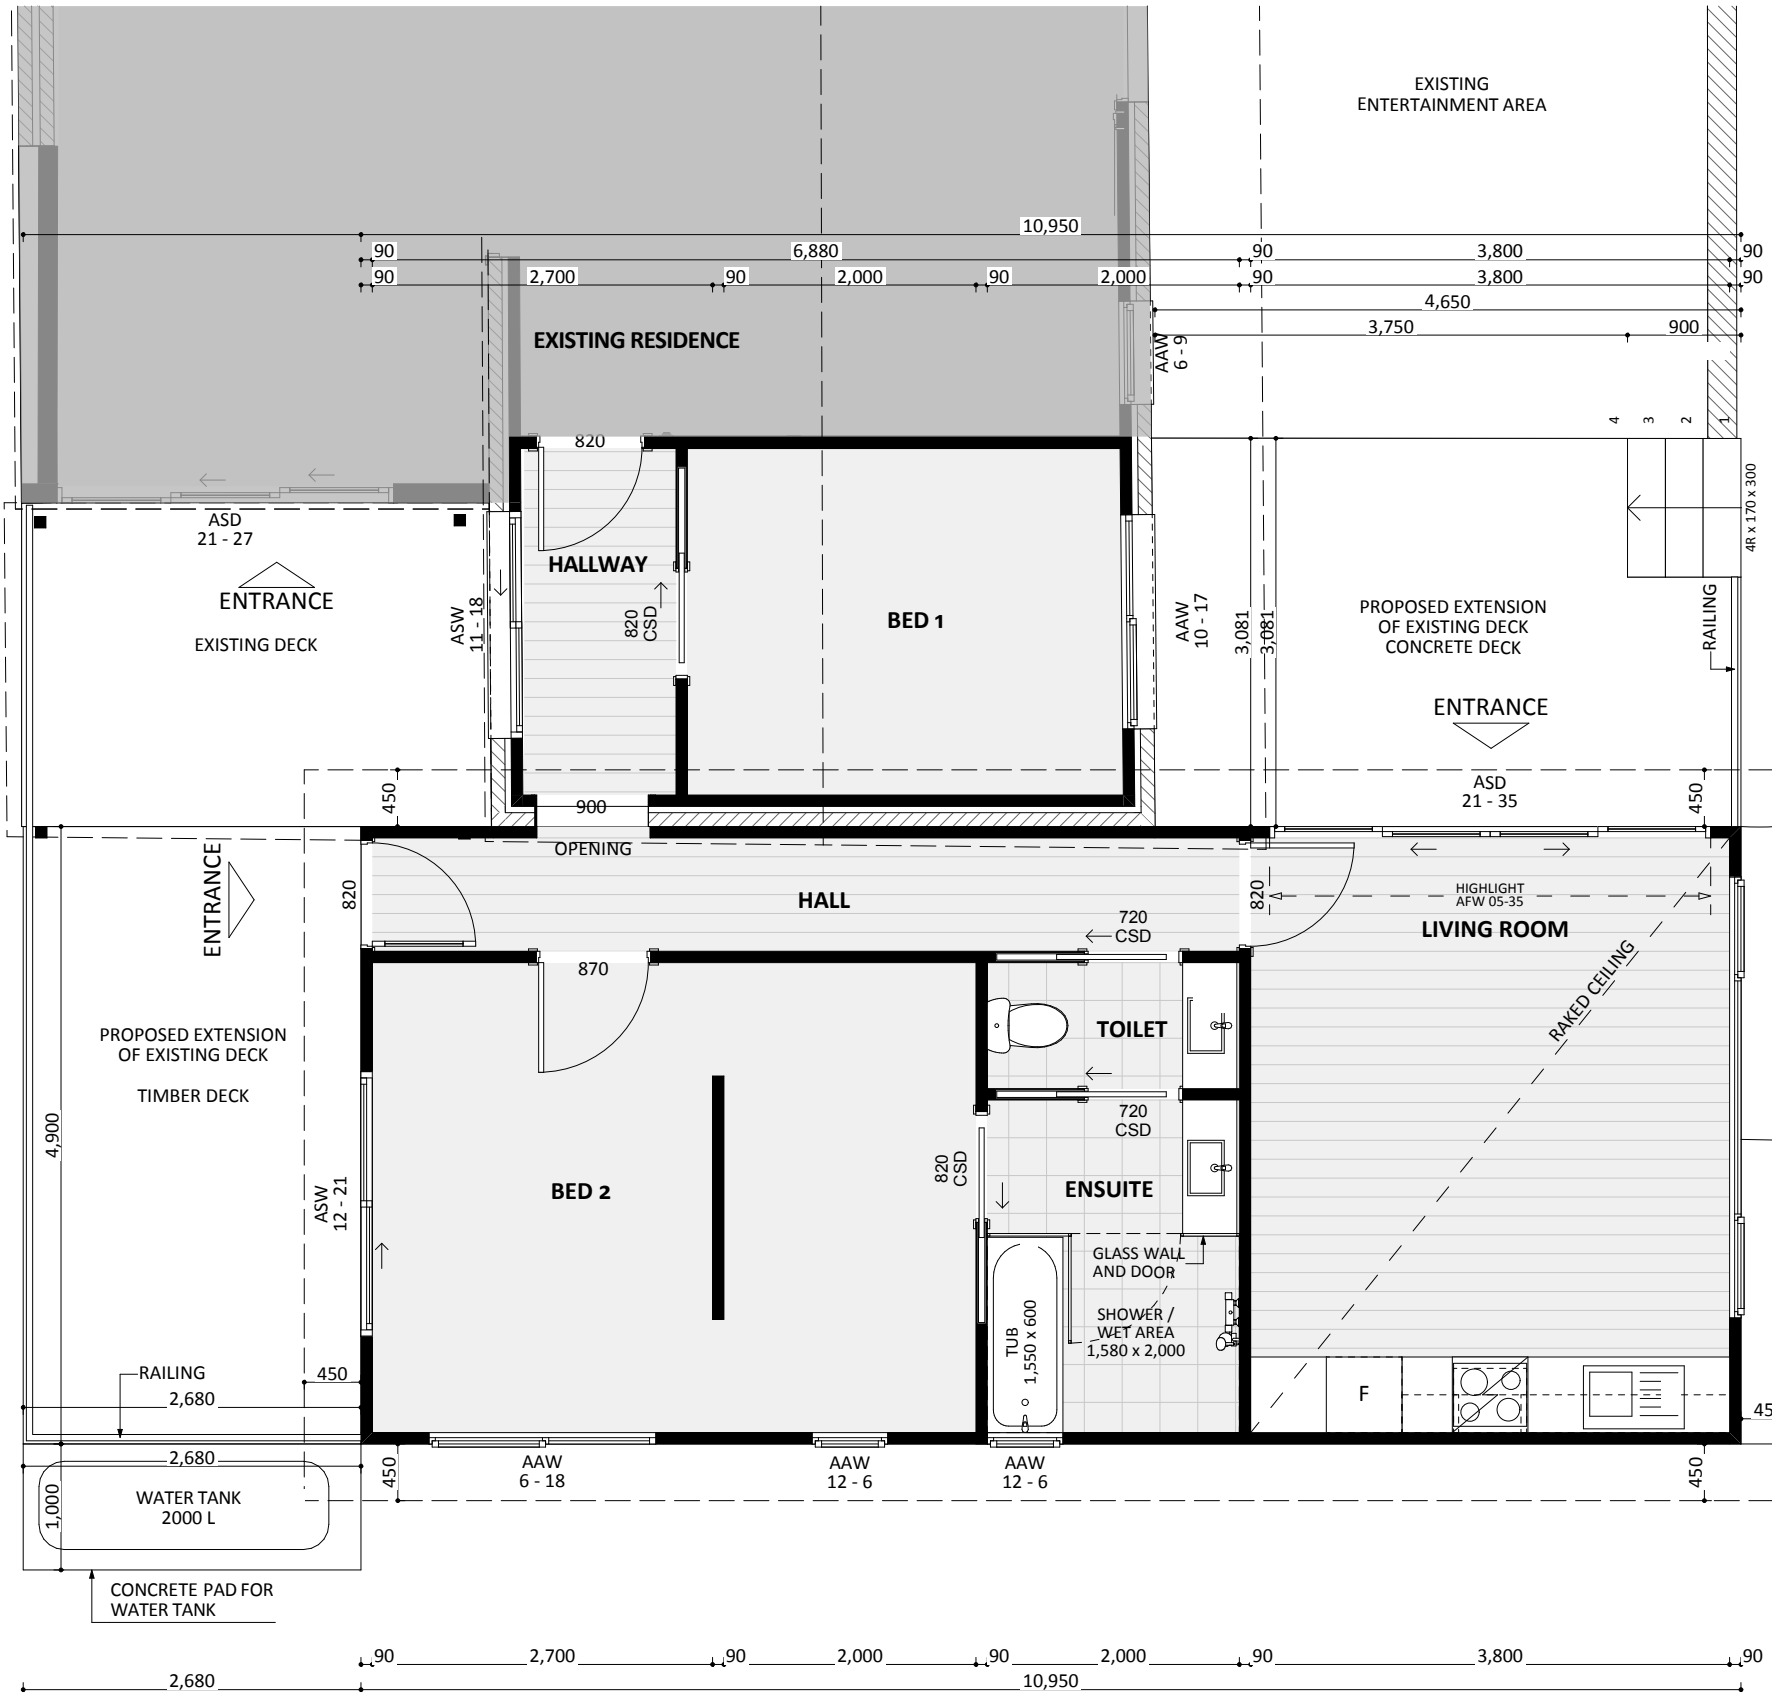 EXISTING
ENTERTAINMENT AREA
10,950
90
6,880
90
3,800
90
90
2,700
90
2,000
90
2,000
90
3,800
90
4,650
3,750
900
EXISTING RESIDENCE
AAW
6 - 9
4
3
2
1
820
4R x 170 x 300
ASD
21 - 27
ENTRANCE
EXISTING DECK
HALLWAY
ASW
11 - 18
820
CSD
BED 1
AAW
10 - 17
3,081
3,081
PROPOSED EXTENSION
OF EXISTING DECK
CONCRETE DECK
RAILING
ENTRANCE
ASD
21 - 35
450
450
900
OPENING
ENTRANCE
820
HALL
720
CSD
820
HIGHLIGHT
AFW 05-35
LIVING ROOM
RAKED CEILING
870
TOILET
PROPOSED EXTENSION
OF EXISTING DECK
TIMBER DECK
4,900
ASW
12 - 21
BED 2
720
CSD
820
CSD
ENSUITE
GLASS WALL
AND DOOR
SHOWER /
WET AREA
1,580 x 2,000
TUB
1,550 x 600
F
RAILING
450
2,680
45
2,680
450
AAW
6 - 18
AAW
12 - 6
AAW
12 - 6
450
1,000
WATER TANK
2000 L
CONCRETE PAD FOR
WATER TANK
90
2,700
90
2,000
90
2,000
90
3,800
90
2,680
10,950